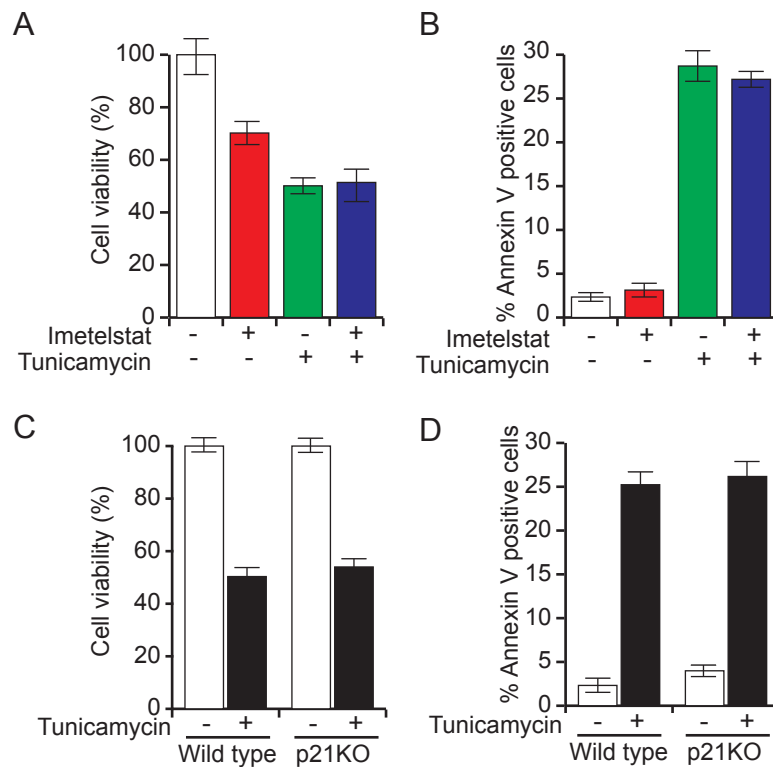 A
Cell viability (%)
100
80
60
40
20
0
Imetelstat - + - +
Tunicamycin - - + +
B
% Annexin V positive cells
30
25
20
15
10
5
0
Imetelstat - + - +
Tunicamycin - - + +
C
Cell viability (%)
100
80
60
40
20
0
Tunicamycin - + - +
Wild type p21KO
D
% Annexin V positive cells
30
25
20
15
10
5
0
Tunicamycin - + - +
Wild type p21KO